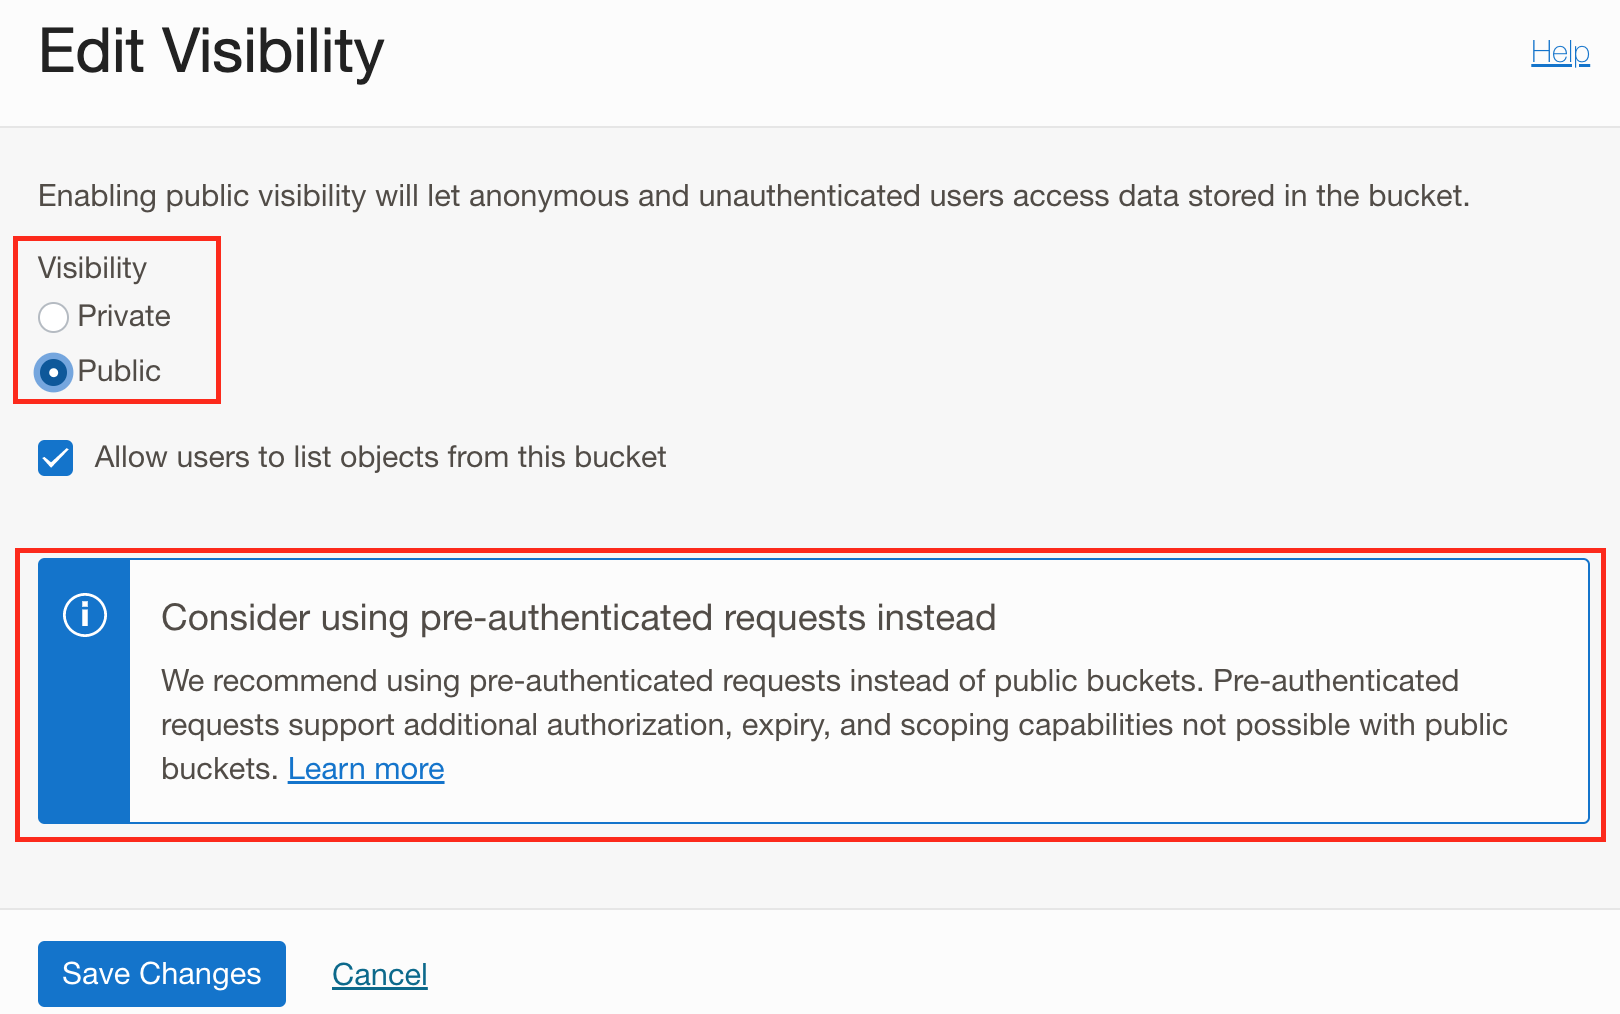 Edit Visibility
Help
Enabling public visibility will let anonymous and unauthenticated users access data stored in the bucket.
Visibility
Private
Public
Allow users to list objects from this bucket
Consider using pre-authenticated requests instead
We recommend using pre-authenticated requests instead of public buckets. Pre-authenticated
requests support additional authorization, expiry, and scoping capabilities not possible with public
buckets. Learn more
Save Changes
Cancel